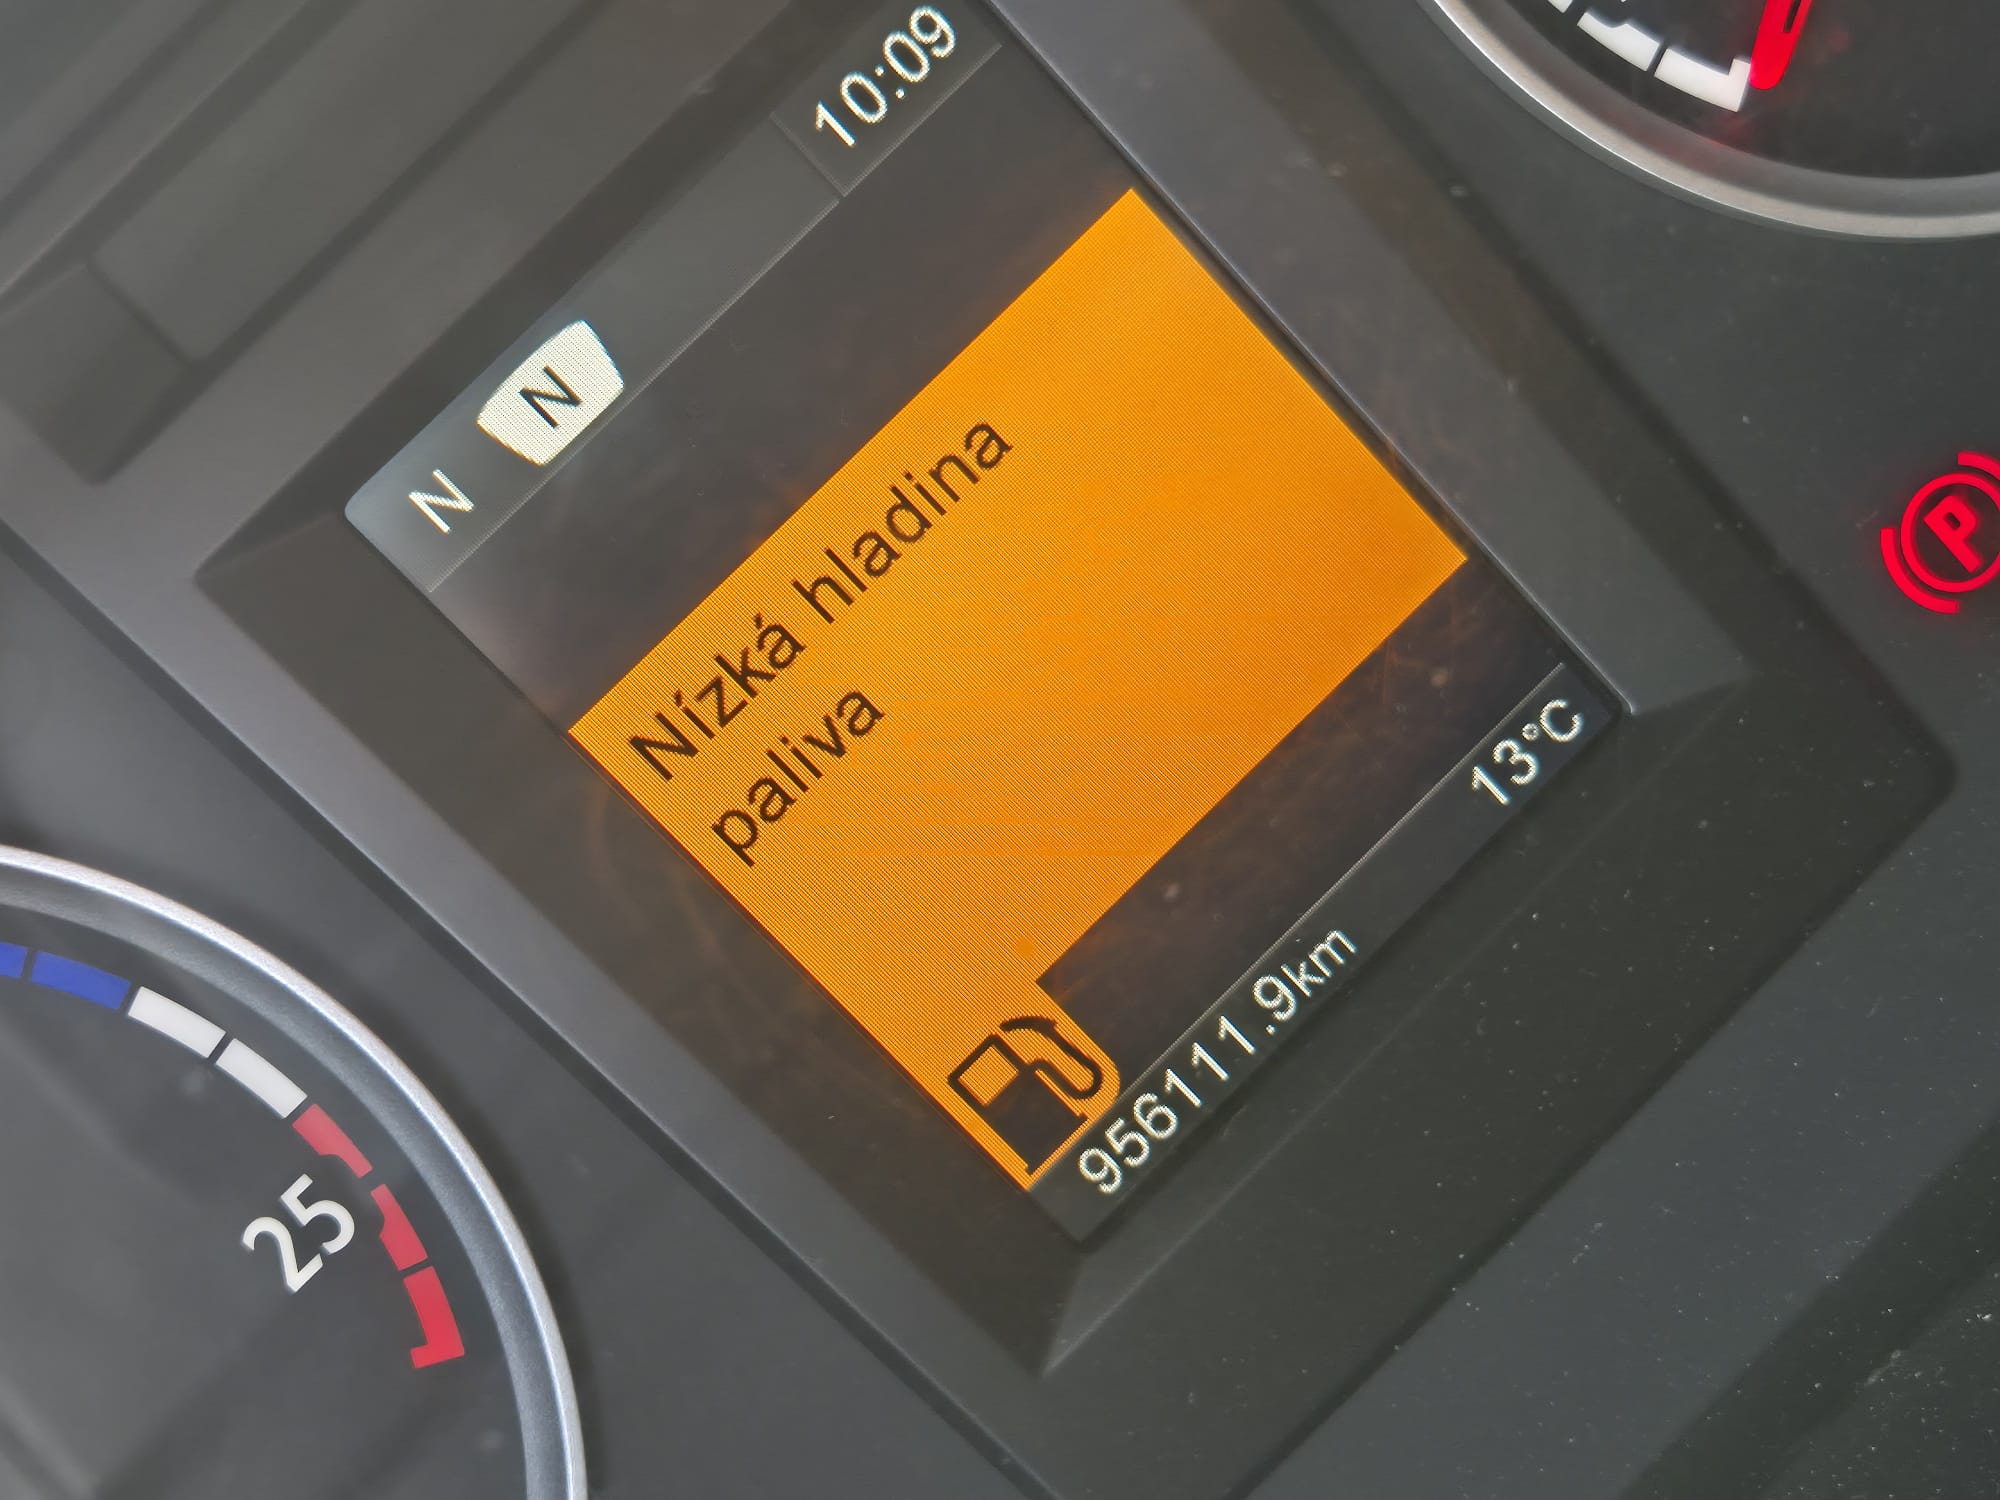 10:09
N N
Nízká hladina
paliva
956111.9km
13°C
25
P